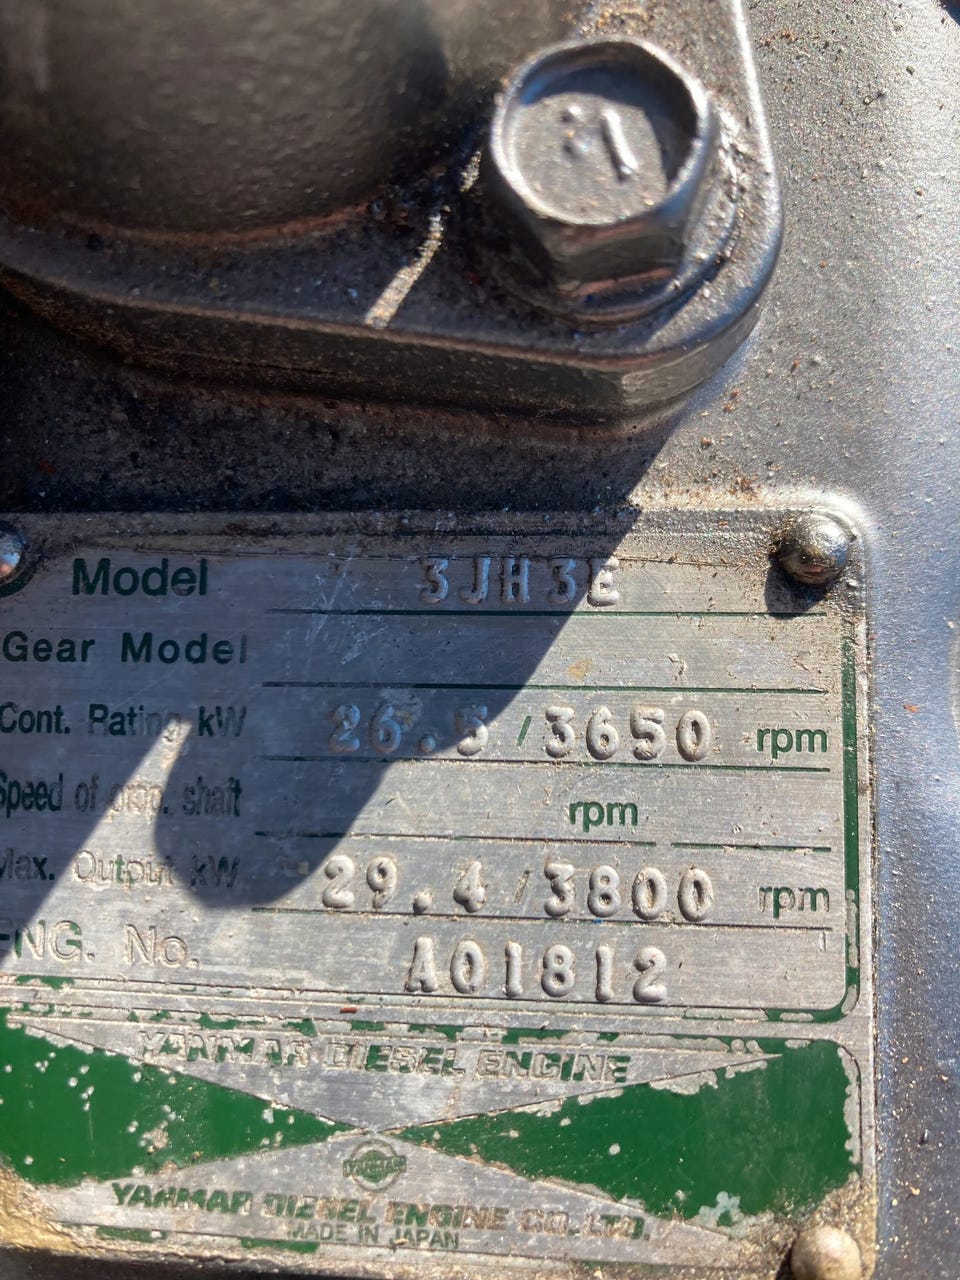 Model 3JH3E
Gear Model
Cont. Rating kW 26.5 / 3650 rpm
Speed of prop. shaft rpm
Max. Output kW 29.4 / 3800 rpm
ENG. No. A01812
YANMAR DIESEL ENGINE
YANMAR
YANMAR DIESEL ENGINE CO., LTD.
MADE IN JAPAN